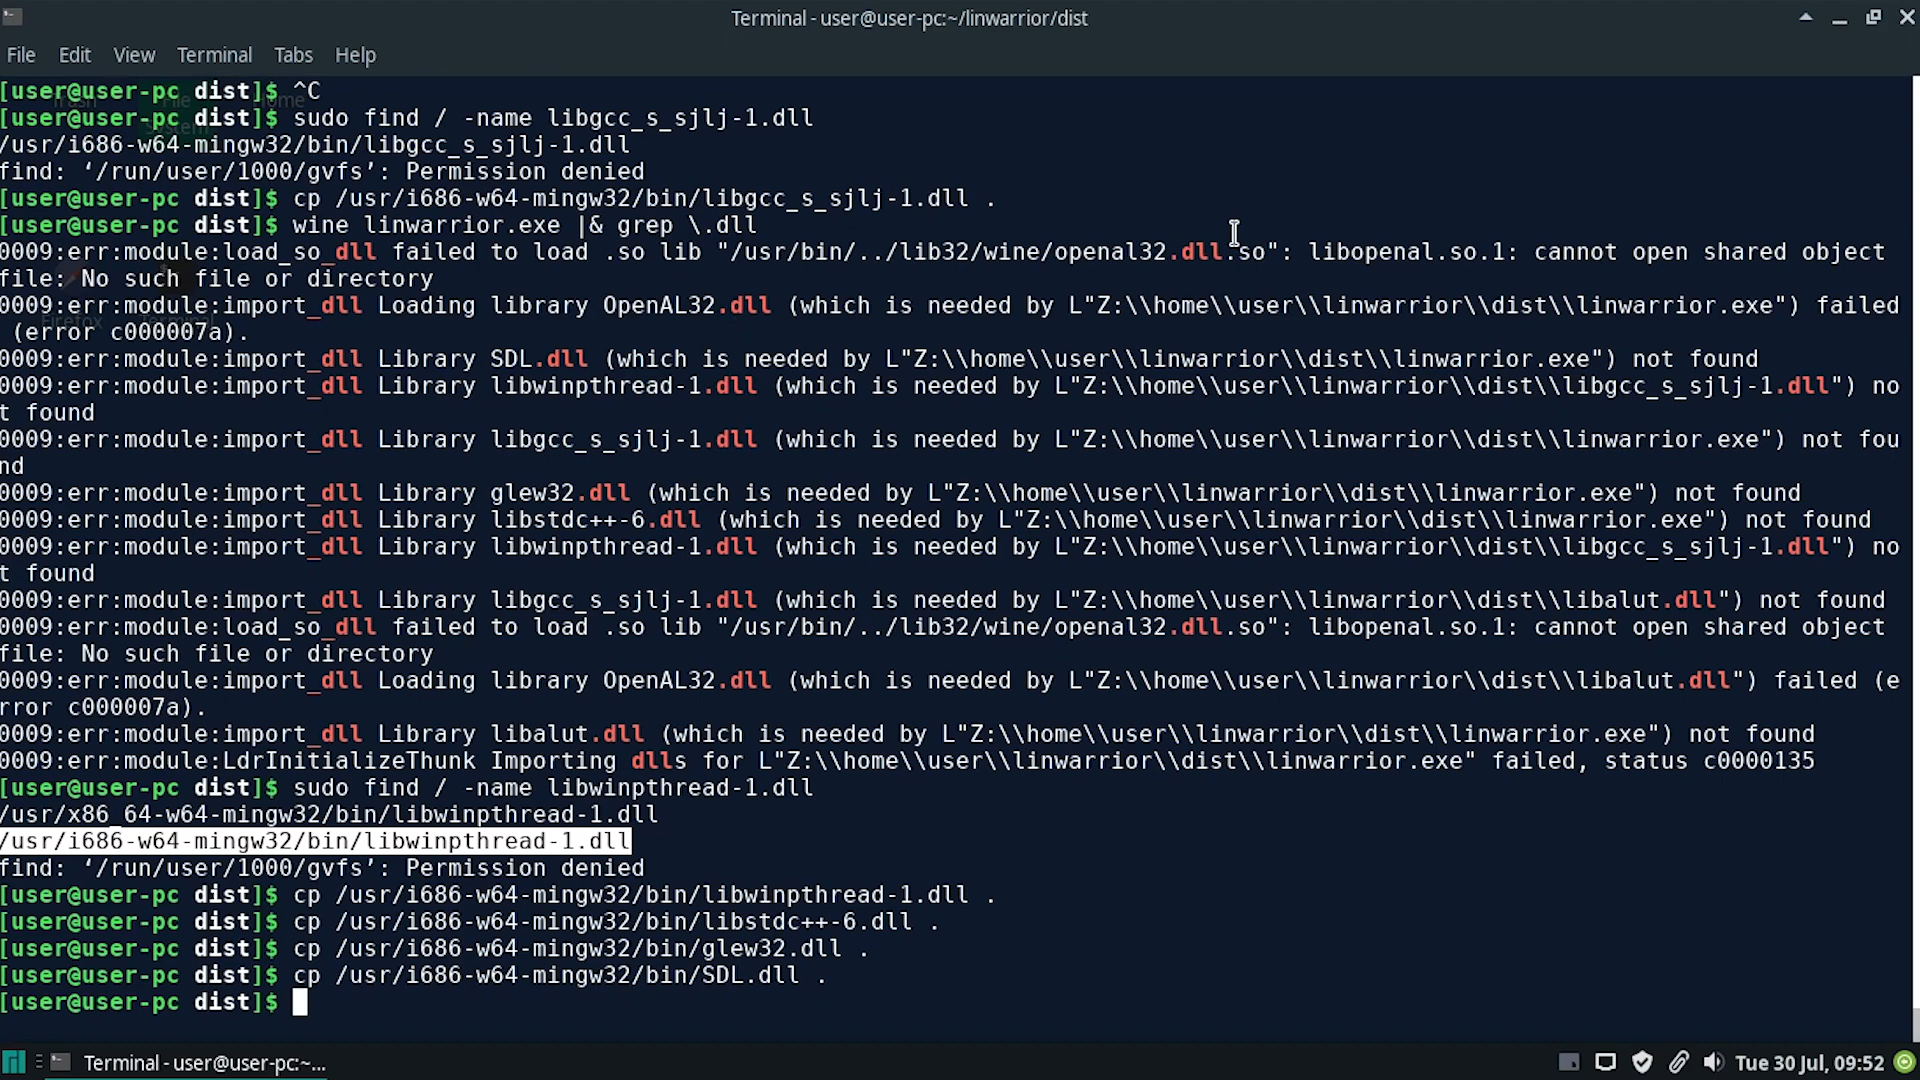 Terminal - user@user-pc:~/linwarrior/dist
File Edit View Terminal Tabs Help
[user@user-pc dist]$ ^C
[user@user-pc dist]$ sudo find / -name libgcc_s_sjlj-1.dll
/usr/i686-w64-mingw32/bin/libgcc_s_sjlj-1.dll
find: ‘/run/user/1000/gvfs’: Permission denied
[user@user-pc dist]$ cp /usr/i686-w64-mingw32/bin/libgcc_s_sjlj-1.dll .
[user@user-pc dist]$ wine linwarrior.exe |& grep \.dll
0009:err:module:load_so_dll failed to load .so lib "/usr/bin/../lib32/wine/openal32.dll.so": libopenal.so.1: cannot open shared object
file: No such file or directory
0009:err:module:import_dll Loading library OpenAL32.dll (which is needed by L"Z:\\home\\user\\linwarrior\\dist\\linwarrior.exe") failed
(error c000007a).
0009:err:module:import_dll Library SDL.dll (which is needed by L"Z:\\home\\user\\linwarrior\\dist\\linwarrior.exe") not found
0009:err:module:import_dll Library libwinpthread-1.dll (which is needed by L"Z:\\home\\user\\linwarrior\\dist\\libgcc_s_sjlj-1.dll") no
t found
0009:err:module:import_dll Library libgcc_s_sjlj-1.dll (which is needed by L"Z:\\home\\user\\linwarrior\\dist\\linwarrior.exe") not fou
nd
0009:err:module:import_dll Library glew32.dll (which is needed by L"Z:\\home\\user\\linwarrior\\dist\\linwarrior.exe") not found
0009:err:module:import_dll Library libstdc++-6.dll (which is needed by L"Z:\\home\\user\\linwarrior\\dist\\linwarrior.exe") not found
0009:err:module:import_dll Library libwinpthread-1.dll (which is needed by L"Z:\\home\\user\\linwarrior\\dist\\libgcc_s_sjlj-1.dll") no
t found
0009:err:module:import_dll Library libgcc_s_sjlj-1.dll (which is needed by L"Z:\\home\\user\\linwarrior\\dist\\libalut.dll") not found
0009:err:module:load_so_dll failed to load .so lib "/usr/bin/../lib32/wine/openal32.dll.so": libopenal.so.1: cannot open shared object
file: No such file or directory
0009:err:module:import_dll Loading library OpenAL32.dll (which is needed by L"Z:\\home\\user\\linwarrior\\dist\\libalut.dll") failed (e
rror c000007a).
0009:err:module:import_dll Library libalut.dll (which is needed by L"Z:\\home\\user\\linwarrior\\dist\\linwarrior.exe") not found
0009:err:module:LdrInitializeThunk Importing dlls for L"Z:\\home\\user\\linwarrior\\dist\\linwarrior.exe" failed, status c0000135
[user@user-pc dist]$ sudo find / -name libwinpthread-1.dll
/usr/x86_64-w64-mingw32/bin/libwinpthread-1.dll
/usr/i686-w64-mingw32/bin/libwinpthread-1.dll
find: ‘/run/user/1000/gvfs’: Permission denied
[user@user-pc dist]$ cp /usr/i686-w64-mingw32/bin/libwinpthread-1.dll .
[user@user-pc dist]$ cp /usr/i686-w64-mingw32/bin/libstdc++-6.dll .
[user@user-pc dist]$ cp /usr/i686-w64-mingw32/bin/glew32.dll .
[user@user-pc dist]$ cp /usr/i686-w64-mingw32/bin/SDL.dll .
[user@user-pc dist]$
Trash File System Home
Firefox Terminal
Terminal - user@user-pc:~... Tue 30 Jul, 09:52